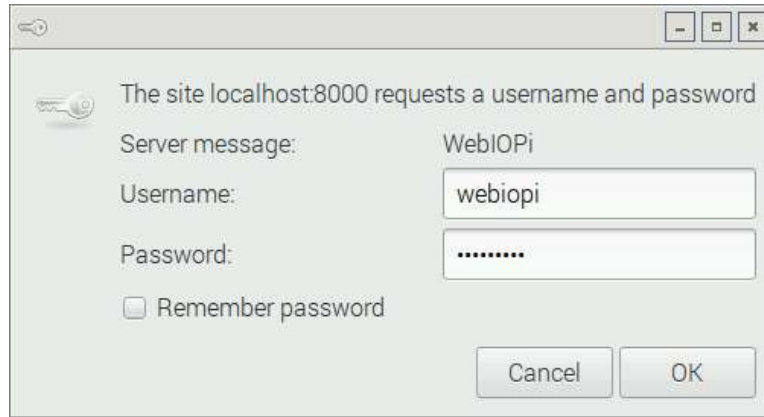 The site localhost:8000 requests a username and password
Server message: WebIOPi
Username: webiopi
Password: •••••••••
Remember password
Cancel OK